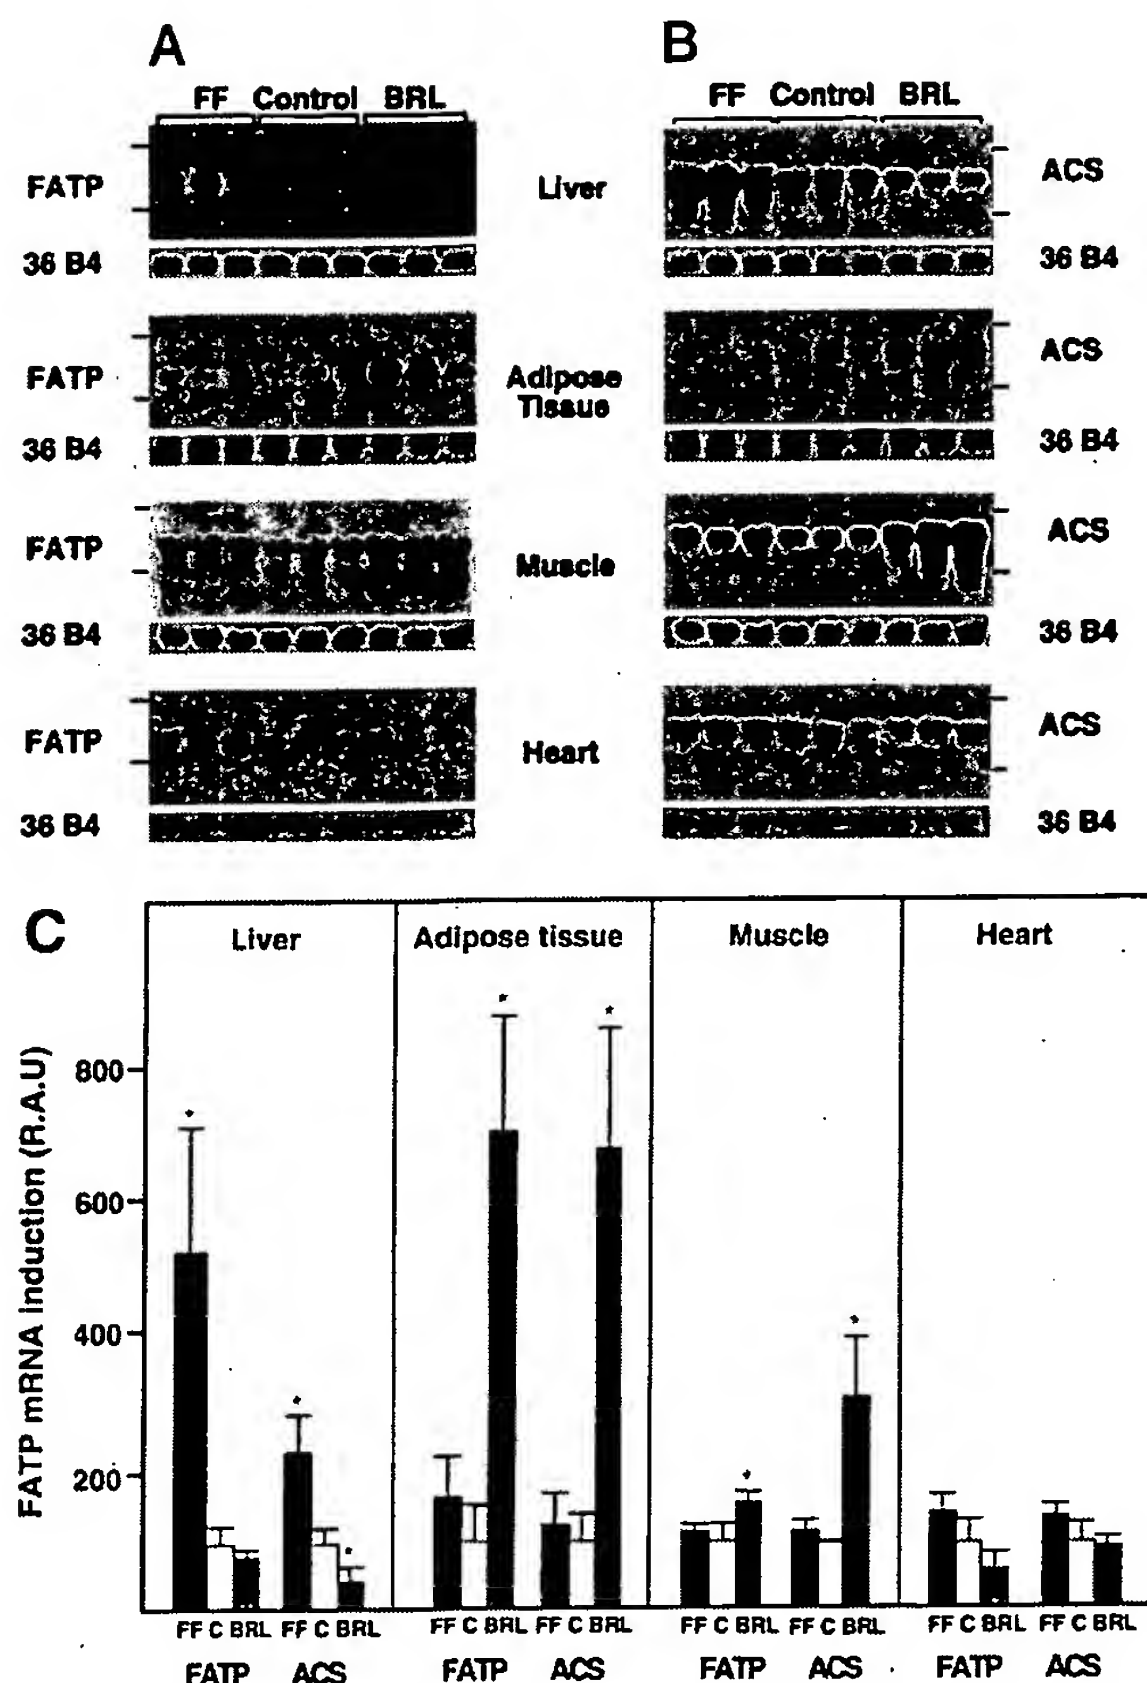 A
B
FF Control BRL
FF Control BRL
FATP
Liver
ACS
36 B4
36 B4
FATP
Adipose
Tissue
ACS
36 B4
36 B4
FATP
Muscle
ACS
36 B4
36 B4
FATP
Heart
ACS
36 B4
36 B4
C
Liver
Adipose tissue
Muscle
Heart
FATP mRNA induction (R.A.U)
800
600
400
200
* * *
* *
* *
FF C BRL FF C BRL FF C BRL FF C BRL FF C BRL FF C BRL FF C BRL FF C BRL
FATP ACS FATP ACS FATP ACS FATP ACS